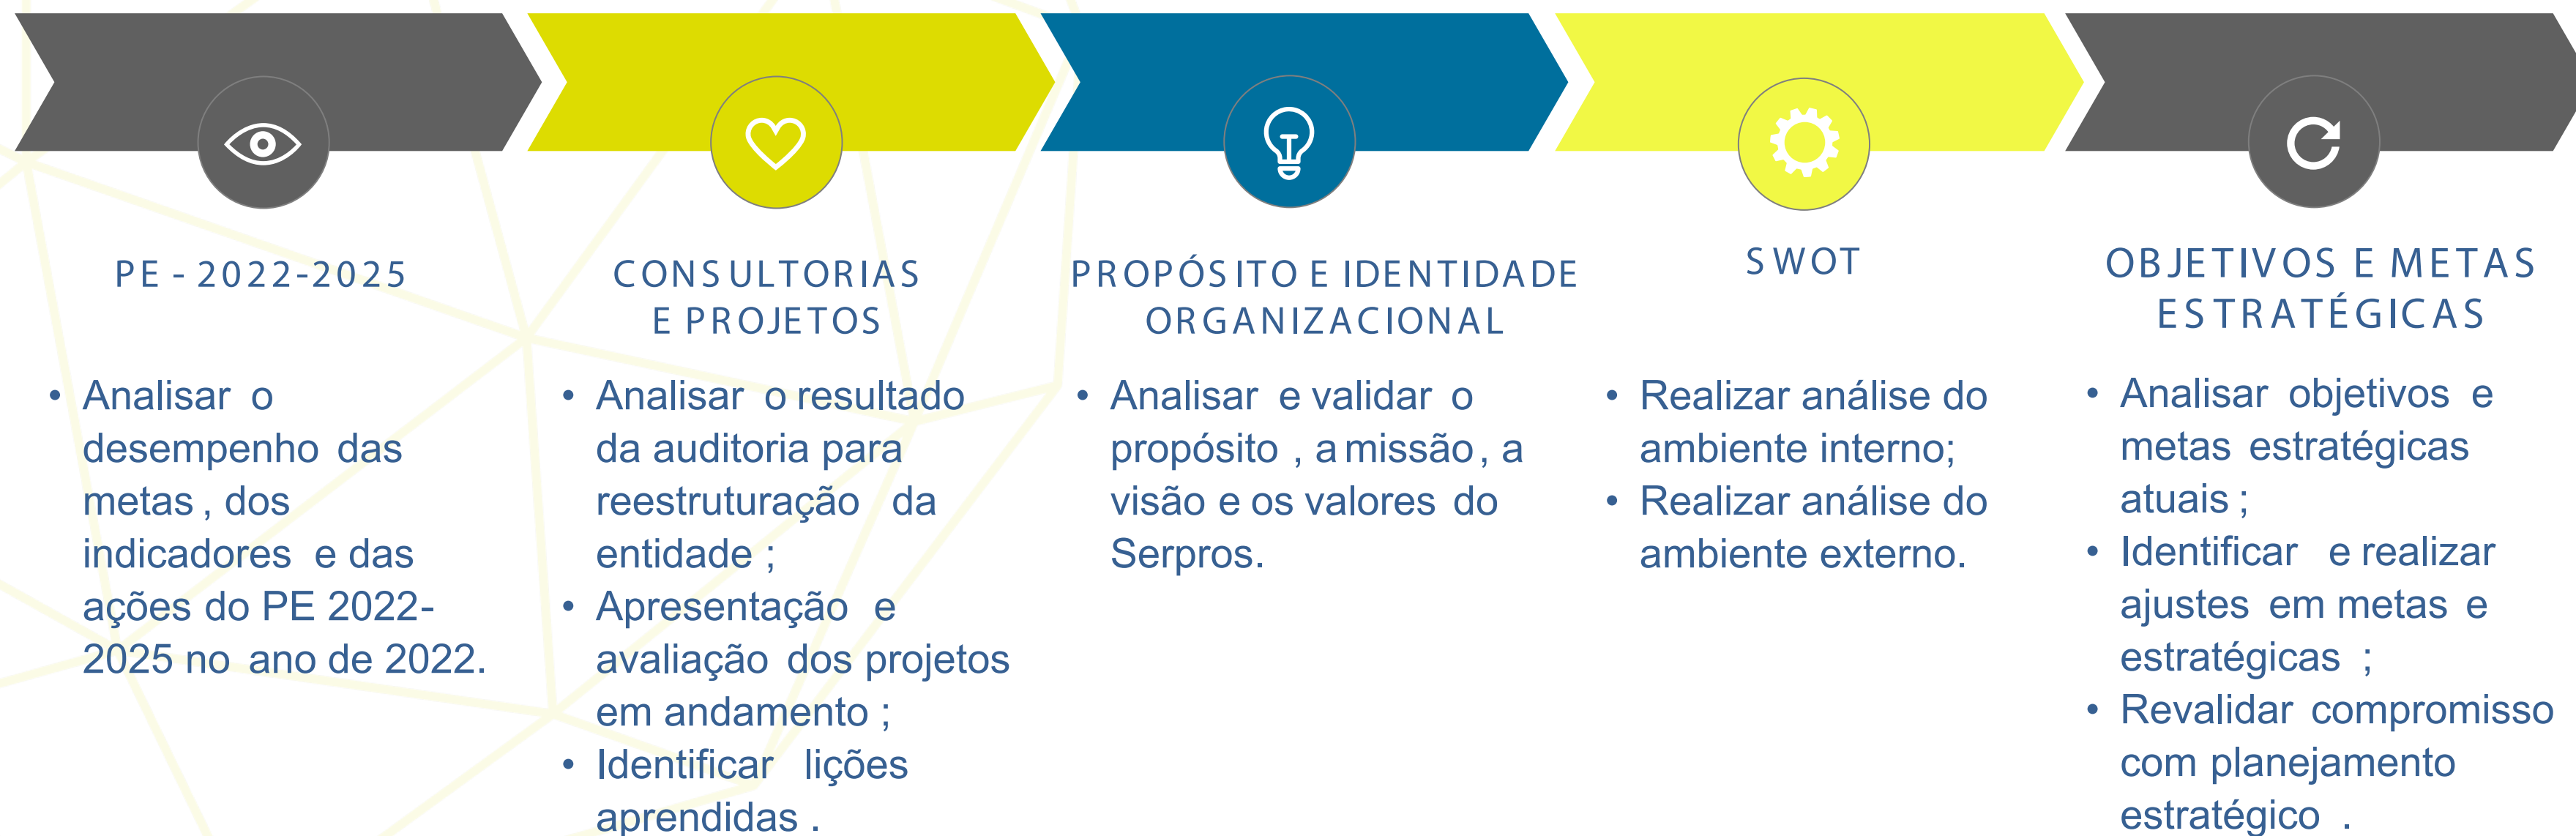 PE - 2022-2025
Analisar o
desempenho das
metas , dos
indicadores e das
ações do PE 2022-
2025 no ano de 2022.
CONSULTORIAS
E PROJETOS
Analisar o resultado
da auditoria para
reestruturação da
entidade ;
Apresentação e
avaliação dos projetos
em andamento ;
Identificar lições
aprendidas .
PROPÓSITO E IDENTIDADE
ORGANIZACIONAL
Analisar e validar o
propósito , a missão, a
visão e os valores do
Serpros.
SWOT
Realizar análise do
ambiente interno;
Realizar análise do
ambiente externo.
OBJETIVOS E METAS
ESTRATÉGICAS
Analisar objetivos e
metas estratégicas
atuais ;
Identificar e realizar
ajustes em metas e
estratégicas ;
Revalidar compromisso
com planejamento
estratégico .